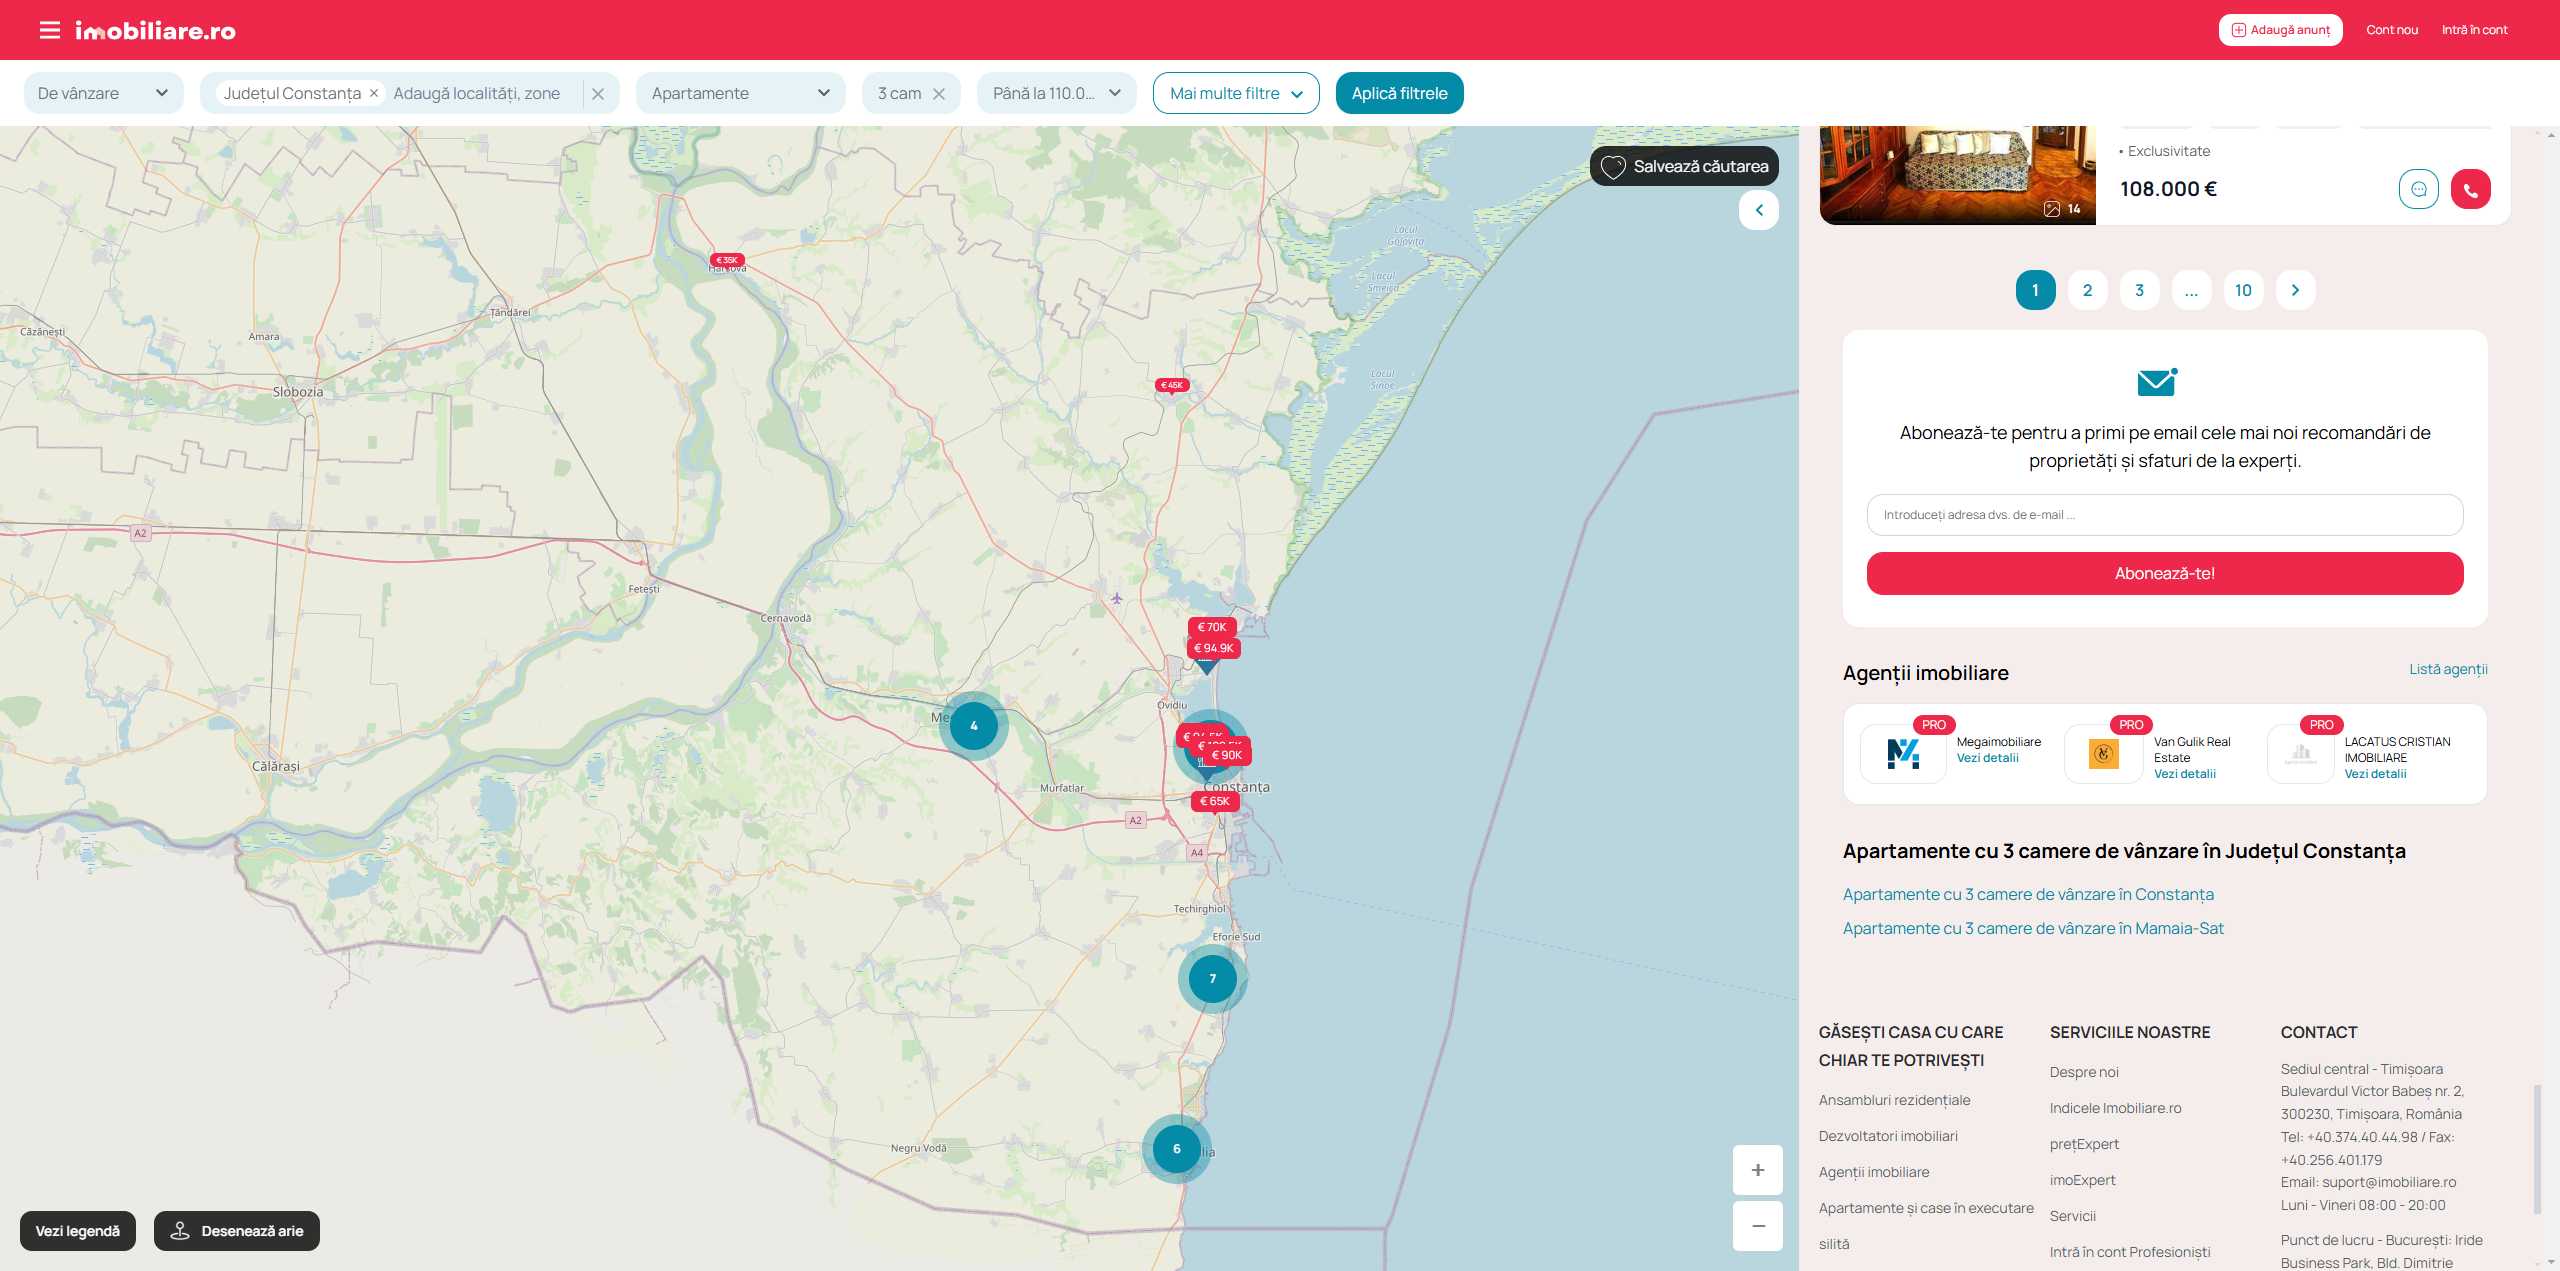 imobiliare.ro
Adaugă anunț
Cont nou
Intră în cont
De vânzare
Județul Constanța
Adaugă localități, zone
Apartamente
3 cam
Până la 110.0...
Mai multe filtre
Aplică filtrele
Salvează căutarea
Lacul
Golovița
Lacul
Smeica
Lacul
Sinoe
€ 35K
Hârșova
Țăndărei
Căzănești
Amara
Slobozia
€ 45K
A2
Fetești
Cernavodă
€ 70K
€ 94.9K
Ovidiu
4
€ 90K
Călărași
Murfatlar
Constanța
€ 65K
A2
A4
Techirghiol
Eforie Sud
7
Negru Vodă
6
Vezi legendă
Desenează arie
+
−
• Exclusivitate
108.000 €
14
1
2
3
...
10
Abonează-te pentru a primi pe email cele mai noi recomandări de
proprietăți și sfaturi de la experți.
Introduceți adresa dvs. de e-mail ...
Abonează-te!
Agenții imobiliare
Listă agenții
PRO
Megaimobiliare
Vezi detalii
PRO
Van Gulik Real
Estate
Vezi detalii
PRO
LACATUS CRISTIAN
IMOBILIARE
Vezi detalii
Apartamente cu 3 camere de vânzare în Județul Constanța
Apartamente cu 3 camere de vânzare în Constanța
Apartamente cu 3 camere de vânzare în Mamaia-Sat
GĂSEȘTI CASA CU CARE
CHIAR TE POTRIVEȘTI
Ansambluri rezidențiale
Dezvoltatori imobiliari
Agenții imobiliare
Apartamente și case în executare
silită
SERVICIILE NOASTRE
Despre noi
Indicele Imobiliare.ro
prețExpert
imoExpert
Servicii
Intră în cont Profesioniști
CONTACT
Sediul central - Timișoara
Bulevardul Victor Babeș nr. 2,
300230, Timișoara, România
Tel: +40.374.40.44.98 / Fax:
+40.256.401.179
Email: suport@imobiliare.ro
Luni - Vineri 08:00 - 20:00
Punct de lucru - București: Iride
Business Park, Bld. Dimitrie